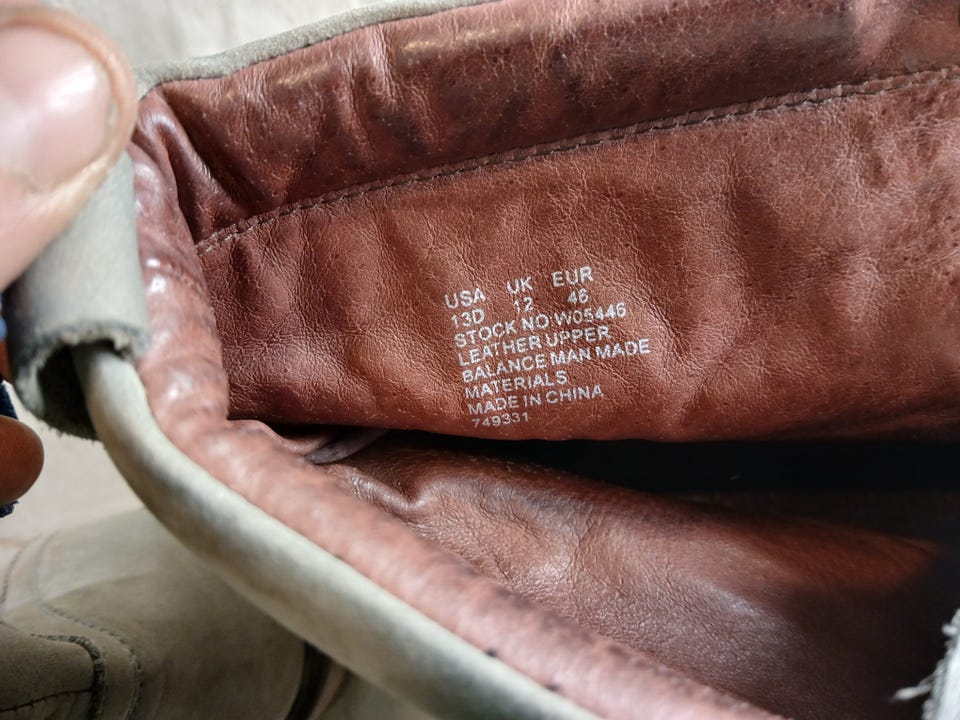 USA UK EUR
13D 12 46
STOCK NO:W05446
LEATHER UPPER
BALANCE MAN MADE
MATERIALS
MADE IN CHINA
749331